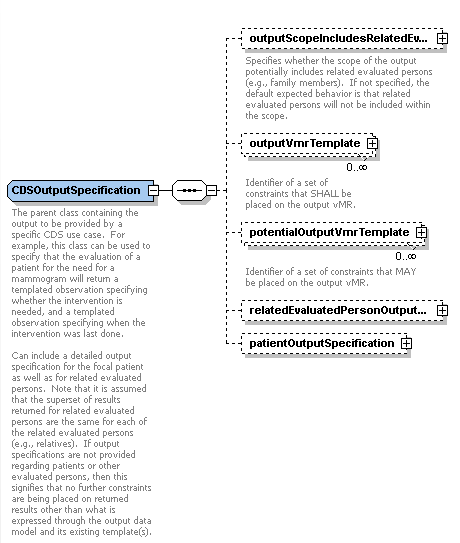 outputScopeIncludesRelatedEv...
Specifies whether the scope of the output
potentially includes related evaluated persons
(e.g., family members).  If not specified, the
default expected behavior is that related
evaluated persons will not be included within
the scope.
outputVmrTemplate
0..∞
Identifier of a set of
constraints that SHALL be
placed on the output vMR.
CDSOutputSpecification
The parent class containing the
output to be provided by a
specific CDS use case.  For
example, this class can be used to
specify that the evaluation of a
patient for the need for a
mammogram will return a
templated observation specifying
whether the intervention is
needed, and a templated
observation specifying when the
intervention was last done.
Can include a detailed output
specification for the focal patient
as well as for related evaluated
persons.  Note that it is assumed
that the superset of results
returned for related evaluated
persons are the same for each of
the related evaluated persons
(e.g., relatives).  If output
specifications are not provided
regarding patients or other
evaluated persons, then this
signifies that no further constraints
are being placed on returned
results other than what is
expressed through the output data
model and its existing template(s).
potentialOutputVmrTemplate
0..∞
Identifier of a set of constraints that MAY
be placed on the output vMR.
relatedEvaluatedPersonOutput...
patientOutputSpecification